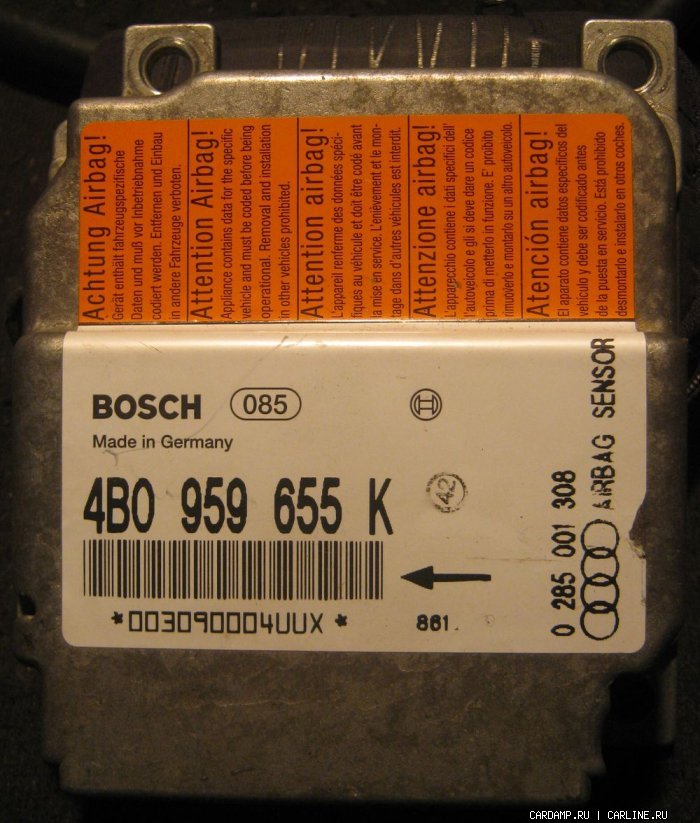 Achtung Airbag!
Gerät enthält fahrzeugspezifische
Daten und muß vor Inbetriebnahme
codiert werden. Entfernen und Einbau
in andere Fahrzeuge verboten.
Attention Airbag!
Appliance contains data for the specific
vehicle and must be coded before being
operational. Removal and installation
in other vehicles prohibited.
Attention Airbag!
L'appareil renferme des données spéci-
fiques au véhicule et doit être codé avant
la mise en service. L'enièvement et le mon-
tage dans d'autres véhicules est interdit.
Attenzione airbag!
L'apparecchio contiene i dati specifici dell'
l'autoveicolo e gli si deve dare un codice
prima di metterlo in funzione. E' proibito
rimuoverlo e monterlo su un altro autoveicolo.
Atención airbag!
El aparato contiene datos específicos del
vehículo y debe ser codificado antes
de la puesta en servicio. Está prohibido
desmontarlo e instalarlo en otros coches.
BOSCH 085
Made in Germany
4B0 959 655 K
42
*003090004UUX*
861.
0 285 001 308
AIRBAG SENSOR
CARDAMP.RU | CARLINE.RU